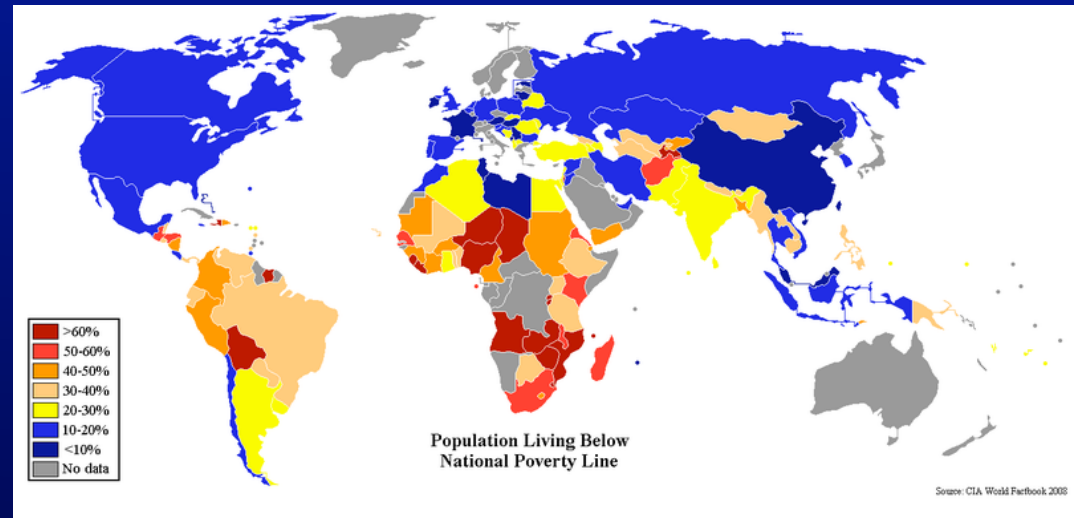 >60%
50-60%
40-50%
30-40%
20-30%
10-20%
<10%
No data
Population Living Below
National Poverty Line
Source: CIA World Factbook 2008